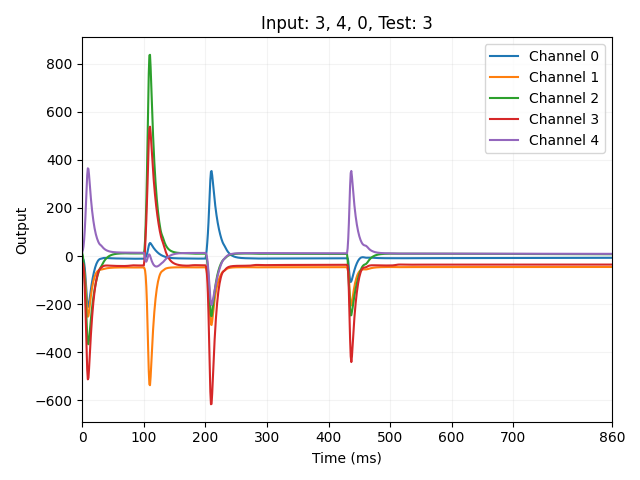 Input: 3, 4, 0, Test: 3
Output
800
600
400
200
0
−200
−400
−600
Channel 0
Channel 1
Channel 2
Channel 3
Channel 4
0 100 200 300 400 500 600 700 860
Time (ms)